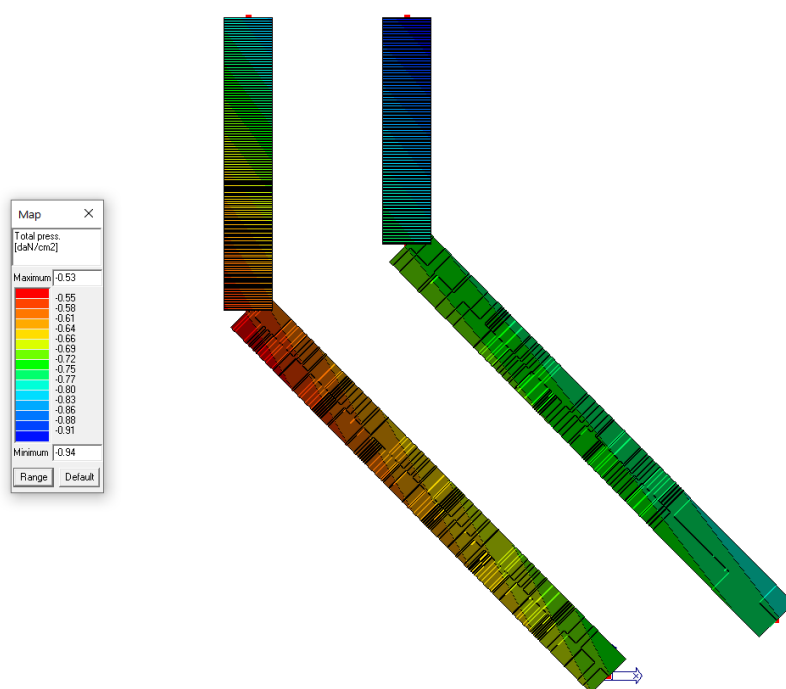 Map
Total press.
[daN/cm2]
Maximum -0.53
-0.55
-0.58
-0.61
-0.64
-0.66
-0.69
-0.72
-0.75
-0.77
-0.80
-0.83
-0.86
-0.88
-0.91
Minimum -0.94
Range Default
X